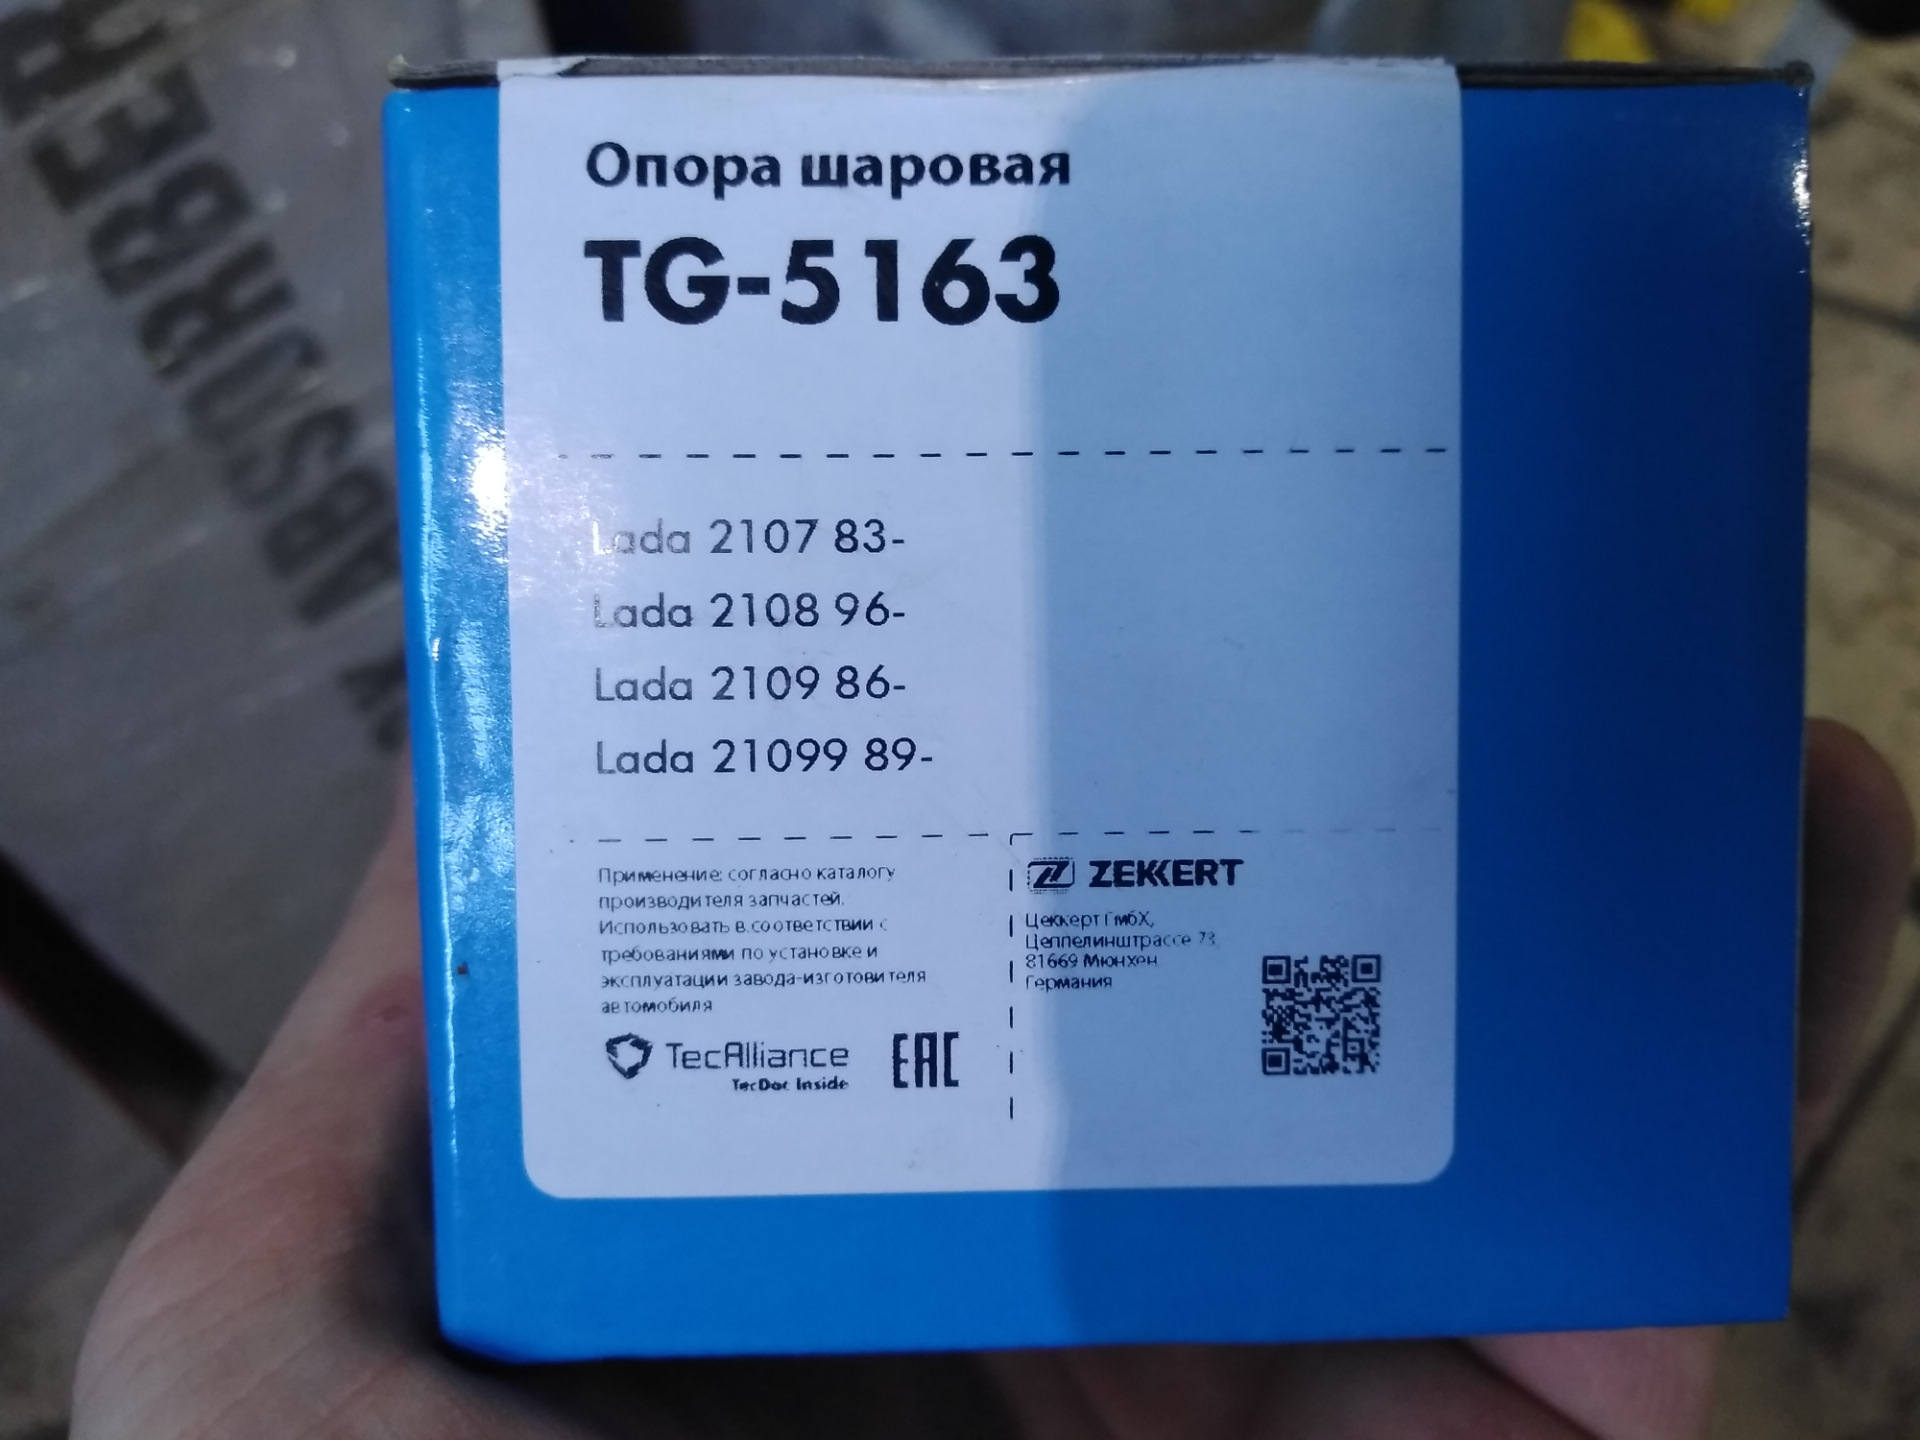 Опора шаровая
TG-5163
Lada 2107 83-
Lada 2108 96-
Lada 2109 86-
Lada 21099 89-
Применение: согласно каталогу
производителя запчастей.
Использовать в соответствии с
требованиями по установке и
эксплуатации завода-изготовителя
автомобиля
TecAlliance
TecDoc Inside
EAC
ZEKKERT
Цеккерт ГмбХ,
Цеппелинштрассе 73,
81669 Мюнхен
Германия
ABSORBER